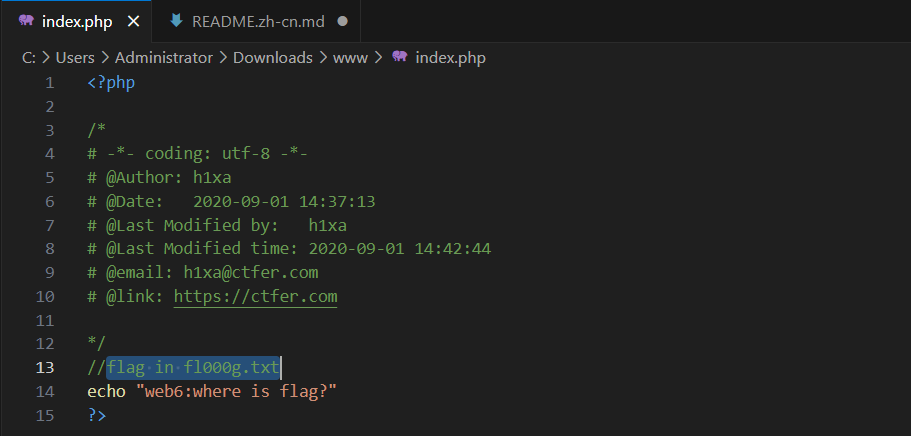 index.php README.zh-cn.md
C: > Users > Administrator > Downloads > www > index.php
1 <?php
2
3 /*
4 # -*- coding: utf-8 -*-
5 # @Author: h1xa
6 # @Date:   2020-09-01 14:37:13
7 # @Last Modified by:   h1xa
8 # @Last Modified time: 2020-09-01 14:42:44
9 # @email: h1xa@ctfer.com
10 # @link: https://ctfer.com
11
12 */
13 //flag in fl000g.txt
14 echo "web6:where is flag?"
15 ?>